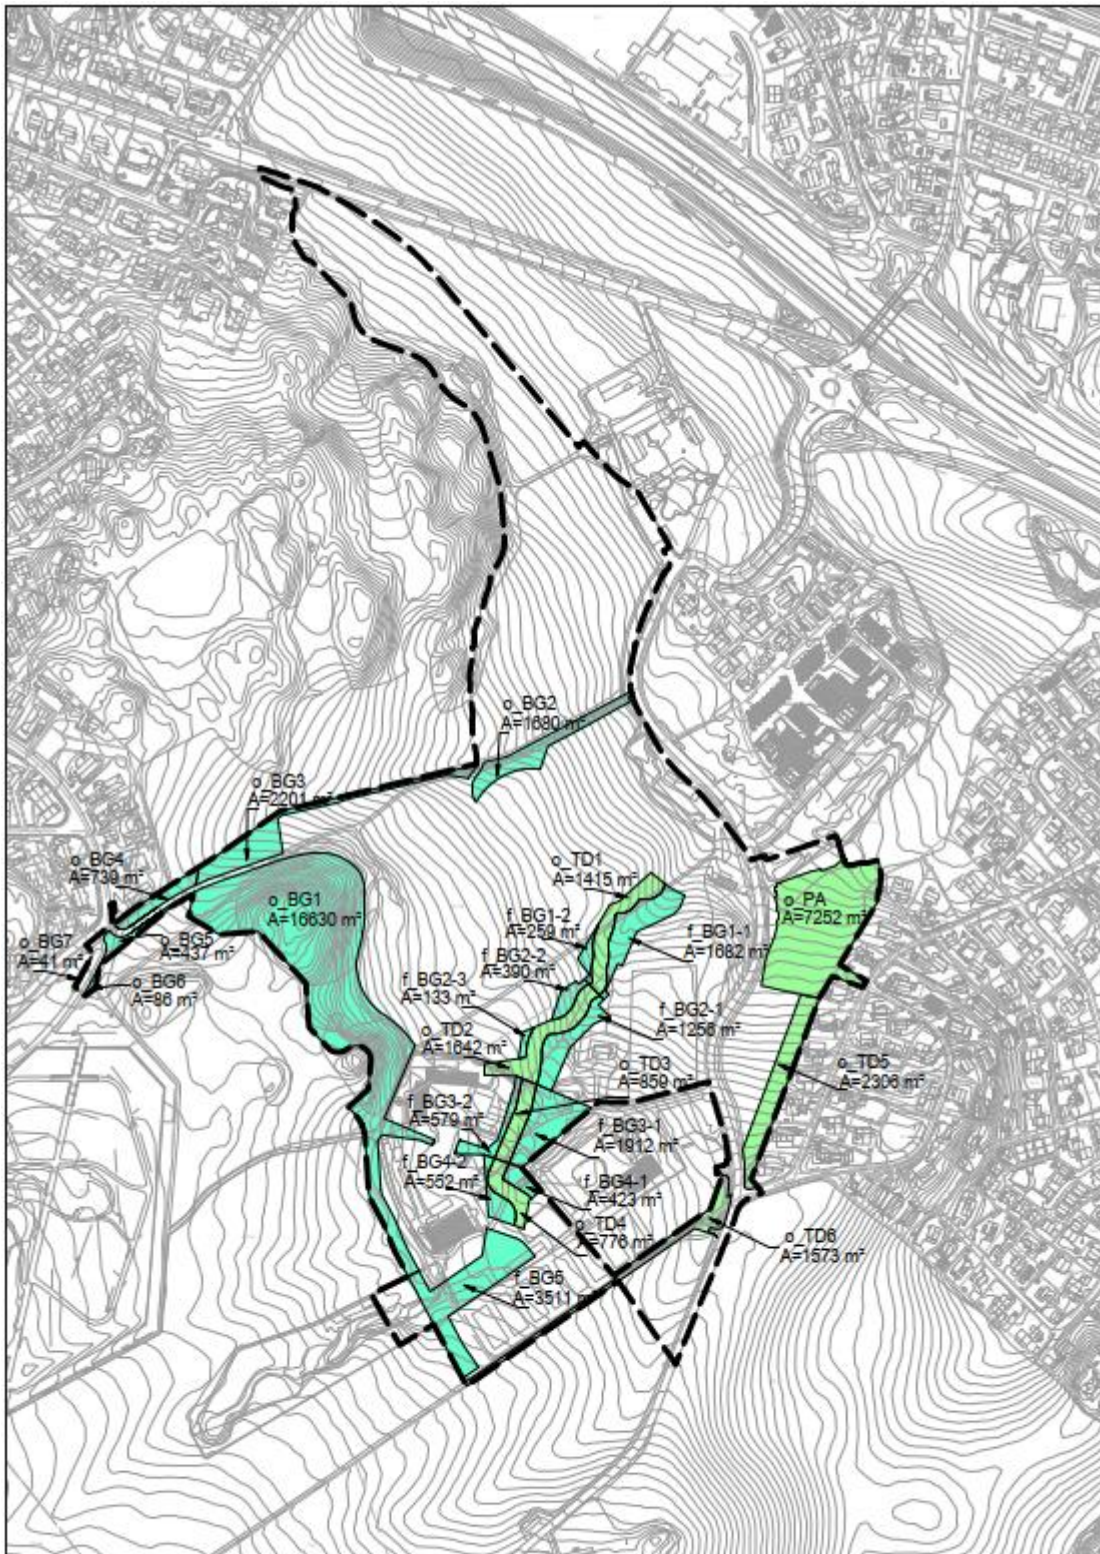 o_BG2
A=1680 m²
o_BG3
A=2201 m²
o_BG4
A=739 m²
o_BG1
A=16630 m²
o_TD1
A=1415 m²
o_PA
A=7252 m²
f_BG1-2
A=259 m²
f_BG1-1
A=1682 m²
o_BG7
A=41 m²
o_BG5
A=437 m²
f_BG2-2
A=390 m²
o_BG6
A=86 m²
f_BG2-3
A=133 m²
f_BG2-1
A=1256 m²
o_TD2
A=1642 m²
o_TD3
A=859 m²
o_TD5
A=2306 m²
f_BG3-2
A=579 m²
f_BG3-1
A=1912 m²
f_BG4-2
A=552 m²
f_BG4-1
A=423 m²
o_TD4
A=776 m²
o_TD6
A=1573 m²
f_BG5
A=3511 m²